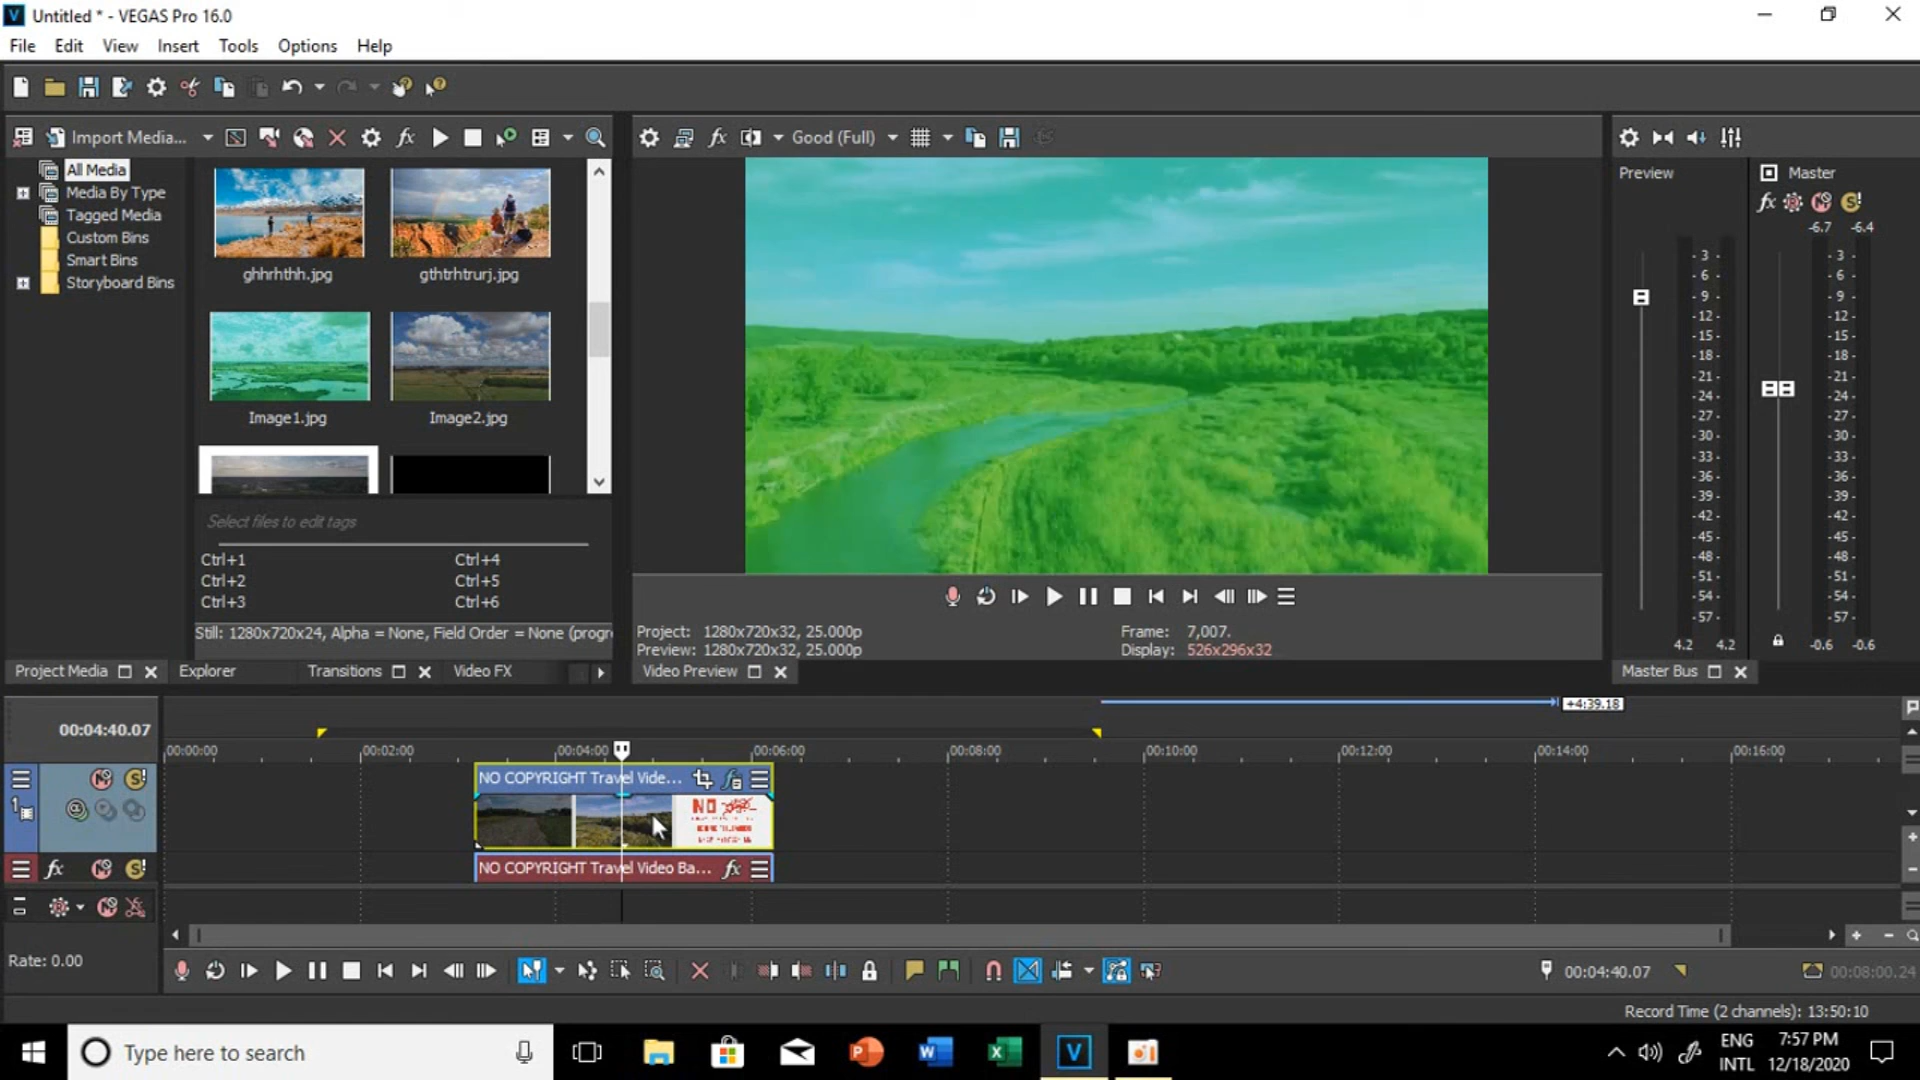 Untitled * - VEGAS Pro 16.0
File Edit View Insert Tools Options Help
Import Media...
Good (Full)
All Media
Media By Type
Tagged Media
Custom Bins
Smart Bins
Storyboard Bins
ghhrhthh.jpg
gthtrhtrurj.jpg
Image1.jpg
Image2.jpg
Select files to edit tags
Ctrl+1 Ctrl+4
Ctrl+2 Ctrl+5
Ctrl+3 Ctrl+6
Still: 1280x720x24, Alpha = None, Field Order = None (progr
Project Media Explorer Transitions Video FX
Project: 1280x720x32, 25.000p Frame: 7,007.
Preview: 1280x720x32, 25.000p Display: 526x296x32
Video Preview
Preview Master
fx
-6.7 -6.4
- 3 - - 3 -
- 6 - - 6 -
- 9 - - 9 -
-12- -12-
-15- -15-
-18- -18-
-21- -21-
-24- -24-
-27- -27-
-30- -30-
-33- -33-
-36- -36-
-39- -39-
-42- -42-
-45- -45-
-48- -48-
-51- -51-
-54- -54-
-57- -57-
4.2 4.2 -0.6 -0.6
Master Bus
+4:39.18
00:04:40.07
00:00:00 00:02:00 00:04:00 00:06:00 00:08:00 00:10:00 00:12:00 00:14:00 00:16:00
NO COPYRIGHT Travel Vide...
NO
NO COPYRIGHT Travel Video Ba... fx
fx
Rate: 0.00
00:04:40.07 00:08:00.24
Record Time (2 channels): 13:50:10
Type here to search
ENG 7:57 PM
INTL 12/18/2020